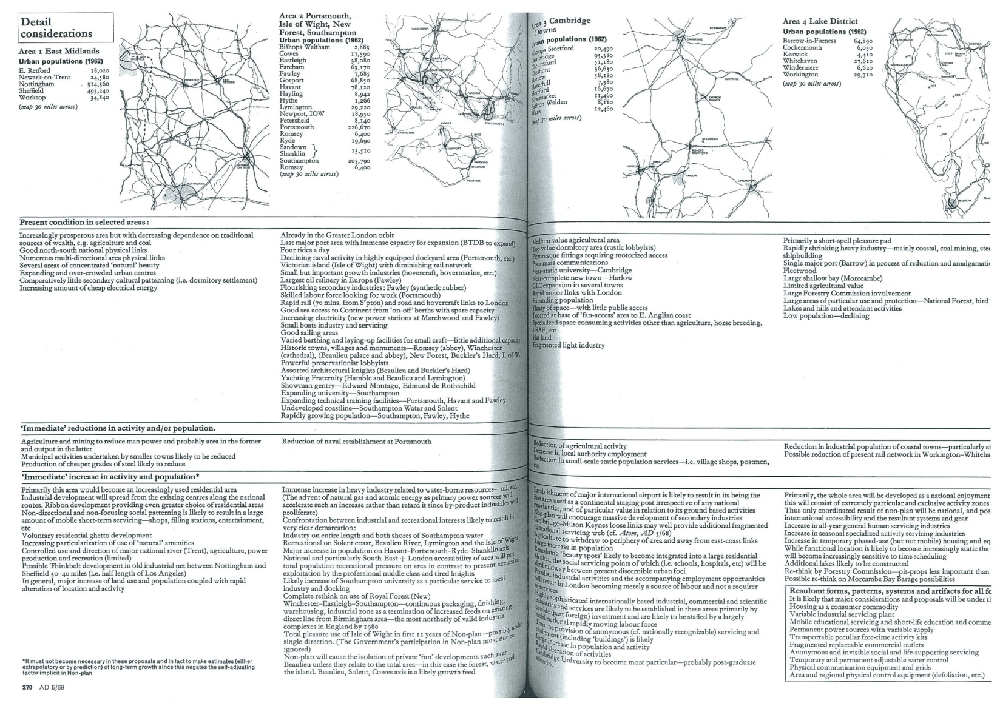 Detail
considerations
Area 1 East Midlands
Urban populations (1962)
E. Retford 18,020
Newark-on-Trent 24,580
Nottingham 314,360
Sheffield 495,240
Worksop 34,840
(map 30 miles across)
SHEFFIELD
WORKSOP
EAST RETFORD
NEWARK ON TRENT
NOTTINGHAM
Area 2 Portsmouth,
Isle of Wight, New
Forest, Southampton
Urban populations (1962)
Bishops Waltham 2,883
Cowes 17,590
Eastleigh 38,080
Fareham 63,170
Fawley 7,685
Gosport 68,850
Havant 78,120
Hayling 8,942
Hythe 1,266
Lymington 29,220
Newport, IOW 18,950
Petersfield 8,140
Portsmouth 226,670
Romsey 6,400
Ryde 19,690
Sandown
Shanklin } 13,510
Southampton 205,790
Romsey 6,400
(map 30 miles across)
WINCHESTER
ROMSEY
EASTLEIGH
SOUTHAMPTON
HYTHE
FAREHAM
BEAULIEU
FAWLEY
GOSPORT
PORTSMOUTH
LYMINGTON
COWES
RYDE
NEWPORT
SANDOWN
SHANKLIN
VENTNOR
Area 3 Cambridge
Downs
Urban populations (1962)
Bishops Stortford 20,490
Cambridge 95,380
Chelmsford 51,180
Cheshunt 36,630
Harlow 58,180
Haverhill 7,380
Hertford 16,670
Newmarket 11,460
Saffron Walden 8,110
Ware 12,460
(map 30 miles across)
NEWMARKET
CAMBRIDGE
HAVERHILL
SAFFRON WALDEN
STANSTEAD
BISHOPS STORTFORD
HERTFORD
WARE
HARLOW
CHELMSFORD
CHESHUNT
Area 4 Lake District
Urban populations (1962)
Barrow-in-Furness 64,890
Cockermouth 6,030
Keswick 4,410
Whitehaven 27,610
Windermere 6,620
Workington 29,710
(map 30 miles across)
WORKINGTON
COCKERMOUTH
KESWICK
WHITEHAVEN
BARROW
Present condition in selected areas:
Increasingly prosperous area but with decreasing dependence on traditional
sources of wealth, e.g. agriculture and coal
Good north-south national physical links
Numerous multi-directional area physical links
Several areas of concentrated 'natural' beauty
Expanding and over-crowded urban centres
Comparatively little secondary cultural patterning (i.e. dormitory settlement)
Increasing amount of cheap electrical energy
Already in the Greater London orbit
Last major port area with immense capacity for expansion (BTDB to expand)
Four tides a day
Declining naval activity in highly equipped dockyard area (Portsmouth, etc.)
Victorian island (Isle of Wight) with diminishing rail network
Small but important growth industries (hovercraft, hovermarine, etc.)
Largest oil refinery in Europe (Fawley)
Flourishing secondary industries: Fawley (synthetic rubber)
Skilled labour force looking for work (Portsmouth)
Rapid rail (70 mins. from S'pton) and road and hovercraft links to London
Good sea access to Continent from 'on-off' berths with spare capacity
Increasing electricity (new power stations at Marchwood and Fawley)
Small boats industry and servicing
Good sailing areas
Varied berthing and laying-up facilities for small craft—little additional capacity
Historic towns, villages and monuments—Romsey (abbey), Winchester
(cathedral), (Beaulieu palace and abbey), New Forest, Buckler's Hard, I. of W.
Powerful preservationist lobbyists
Assorted architectural knights (Beaulieu and Buckler's Hard)
Yachting Fraternity (Hamble and Beaulieu and Lymington)
Showman gentry—Edward Montagu, Edmund de Rothschild
Expanding university—Southampton
Expanding technical training facilities—Portsmouth, Havant and Fawley
Undeveloped coastline—Southampton Water and Solent
Rapidly growing population—Southampton, Fawley, Hythe
Medium value agricultural area
Top value dormitory area (rustic lobbyists)
Picturesque fittings requiring motorized access
Poor mass communications
Near-static university—Cambridge
Near-complete new town—Harlow
GLC expansion in several towns
Rapid motor links with London
Expanding population
Plenty of space—with little public access
Located at base of 'fan-access' area to E. Anglian coast
Specialized space consuming activities other than agriculture, horse breeding,
USAF, etc
Flat land
Fragmented light industry
Primarily a short-spell pleasure pad
Rapidly shrinking heavy industry—mainly coastal, coal mining, stee
shipbuilding
Single major port (Barrow) in process of reduction and amalgamatic
Fleetwood
Large shallow bay (Morecambe)
Limited agricultural value
Large Forestry Commission involvement
Large areas of particular use and protection—National Forest, bird
Lakes and hills and attendant activities
Low population—declining
'Immediate' reductions in activity and/or population.
Agriculture and mining to reduce man power and probably area in the former
and output in the latter
Municipal activities undertaken by smaller towns likely to be reduced
Production of cheaper grades of steel likely to reduce
Reduction of naval establishment at Portsmouth
Reduction of agricultural activity
Decrease in local authority employment
Reduction in small-scale static population services—i.e. village shops, postmen,
etc
Reduction in industrial population of coastal towns—particularly at
Possible reduction of present rail network in Workington–Whiteha
'Immediate' increase in activity and population*
Primarily this area would become an increasingly used residential area
Industrial development will spread from the existing centres along the national
routes. Ribbon development providing even greater choice of residential areas
Non-directional and non-focusing social patterning is likely to result in a large
amount of mobile short-term servicing—shops, filling stations, entertainment,
etc
Voluntary residential ghetto development
Increasing particularization of use of 'natural' amenities
Controlled use and direction of major national river (Trent), agriculture, power
production and recreation (limited)
Possible Thinkbelt development in old industrial net between Nottingham and
Sheffield 30–40 miles (i.e. half length of Los Angeles)
In general, major increase of land use and population coupled with rapid
alteration of location and activity
Immense increase in heavy industry related to water-borne resources—oil, etc.
(The advent of natural gas and atomic energy as primary power sources will
accelerate such an increase rather than retard it since by-product industries will
proliferate)
Confrontation between industrial and recreational interests likely to result in
very clear demarcation:
Industry on entire length and both shores of Southampton water
Recreational on Solent coast, Beaulieu River, Lymington and the Isle of Wight
Major increase in population on Havant–Portsmouth–Ryde–Shanklin axis
National and particularly South-East + London accessibility of area will put
total population recreational pressure on area in contrast to present exclusive
exploitation by the professional middle class and tired knights
Likely increase of Southampton university as a particular service to local
industry and docking
Complete rethink on use of Royal Forest (New)
Winchester–Eastleigh–Southampton—continuous packaging, finishing,
warehousing, industrial zone as a termination of increased feeds on existing
direct line from Birmingham area—the most northerly of valid industrial
complexes in England by 1980
Total pleasure use of Isle of Wight in first 12 years of Non-plan—possibly under
single direction. (The Government's participation in Non-plan must not be
ignored)
Non-plan will cause the isolation of private 'fun' developments such as at
Beaulieu unless they relate to the total area—in this case the forest, water and
the island. Beaulieu, Solent, Cowes axis is a likely growth feed
Establishment of major international airport is likely to result in its being the
first area used as a continental staging post irrespective of any national
proximities, and of particular value in relation to its ground based activities
Non-plan will encourage massive development of secondary industries
Cambridge–Milton Keynes loose links may well provide additional fragmented
educational servicing web (cf. Atom, AD 5/68)
Agriculture to withdraw to periphery of area and away from east-coast links
Large increase in population
Remaining 'beauty spots' likely to become integrated into a large residential
blanket, the social servicing points of which (i.e. schools, hospitals, etc) will be
sited midway between present discernible urban foci
Peculiar industrial activities and the accompanying employment opportunities
will result in London becoming merely a source of labour and not a requirer
of services
Highly sophisticated internationally based industrial, commercial and scientific
industries and services are likely to be established in these areas primarily by
outside (part foreign) investment and are likely to be staffed by a largely
multi-national rapidly moving labour force
Thus the provision of anonymous (cf. nationally recognizable) servicing and
equipment (including 'buildings') is likely
Large increase in population and activity
Rapid alteration of activities
Cambridge University to become more particular—probably post-graduate
scientific
Primarily, the whole area will be developed as a national enjoyment
this will consist of extremely particular and exclusive activity zones
Thus only coordinated result of non-plan will be national, and pos
international accessibility and the resultant systems and gear
Increase in all-year general human servicing industries
Increase in seasonal specialized activity servicing industries
Increase in temporary phased-use (but not mobile) housing and eq
While functional location is likely to become increasingly static the
will become increasingly sensitive to time scheduling
Additional lakes likely to be constructed
Re-think by Forestry Commission—pit-props less important than
Possible re-think on Morcambe Bay Barage possibilities
Resultant forms, patterns, systems and artifacts for all fo
It is likely that major considerations and proposals will be under th
Housing as a consumer commodity
Variable industrial servicing plant
Mobile educational servicing and short-life education and comme
Permanent power sources with variable supply
Transportable peculiar free-time activity kits
Fragmented replaceable commercial outlets
Anonymous and invisible social and life-supporting servicing
Temporary and permanent adjustable water control
Physical communication equipment and grids
Area and regional physical control equipment (defoliation, etc.)
*It must not become necessary in these proposals and in fact to make estimates (either
extrapolatory or by prediction) of long-term growth since this negates the self-adjusting
factor implicit in Non-plan
270 AD 5/69